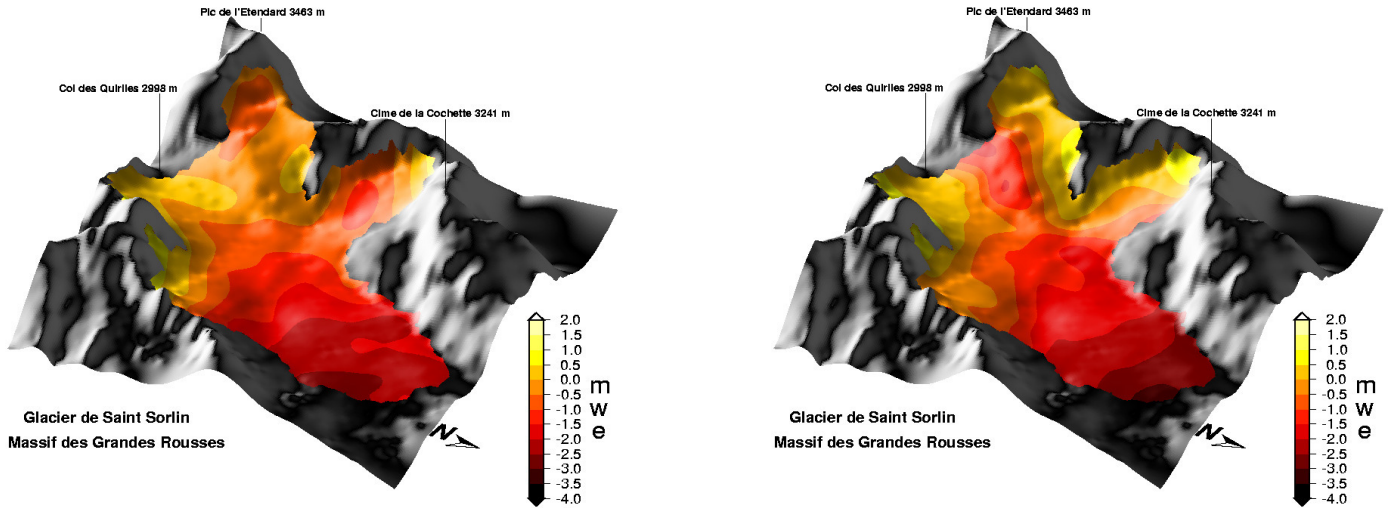 Pic de l'Etendard 3463 m
Col des Quirlles 2998 m
Cime de la Cochette 3241 m
2.0
1.5
1.0
0.5
0.0
-0.5
-1.0
-1.5
-2.0
-2.5
-3.0
-3.5
-4.0
m
w
e
Glacier de Saint Sorlin
Massif des Grandes Rousses
N
Pic de l'Etendard 3463 m
Col des Quirlles 2998 m
Cime de la Cochette 3241 m
2.0
1.5
1.0
0.5
0.0
-0.5
-1.0
-1.5
-2.0
-2.5
-3.0
-3.5
-4.0
m
w
e
Glacier de Saint Sorlin
Massif des Grandes Rousses
N